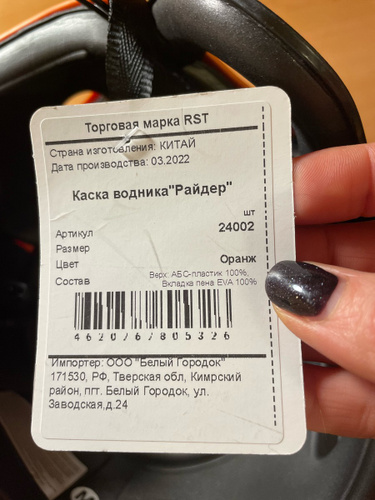 Торговая марка RST
Страна изготовления: КИТАЙ
Дата производства: 03.2022
Каска водника"Райдер"
шт
Артикул 24002
Размер
Цвет Оранж
Состав Верх: АБС-пластик 100%,
Вкладка пена EVA 100%
4620767805326
Импортер: ООО "Белый Городок"
171530, РФ, Тверская обл, Кимрский
район, пгт. Белый Городок, ул.
Заводская,д.24
M